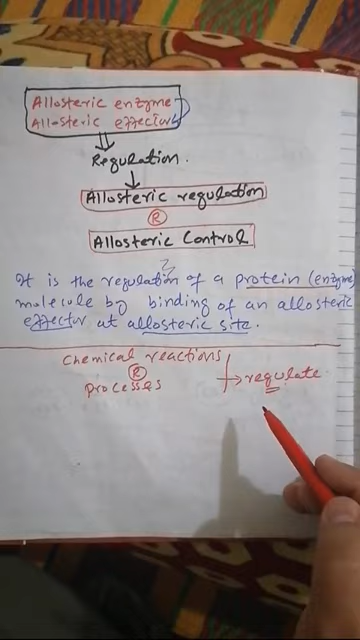 Allosteric enzyme
Allosteric effector
Regulation.
Allosteric regulation
R
Allosteric Control
It is the regulation of a protein (enzyme)
molecule by binding of an allosteric
effector at allosteric site.
Chemical reactions
R
processes
regulate